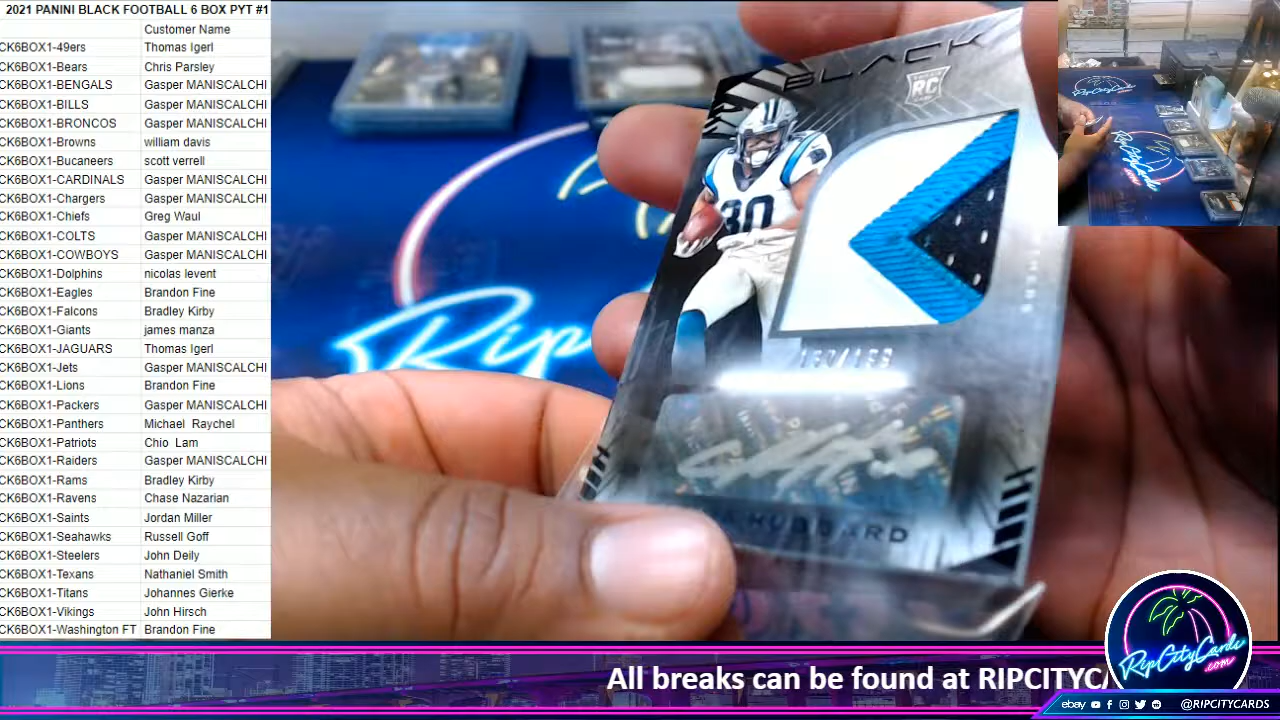 2021 PANINI BLACK FOOTBALL 6 BOX PYT #1
Customer Name
CK6BOX1-49ers Thomas Igerl
CK6BOX1-Bears Chris Parsley
CK6BOX1-BENGALS Gasper MANISCALCHI
CK6BOX1-BILLS Gasper MANISCALCHI
CK6BOX1-BRONCOS Gasper MANISCALCHI
CK6BOX1-Browns william davis
CK6BOX1-Bucaneers scott verrell
CK6BOX1-CARDINALS Gasper MANISCALCHI
CK6BOX1-Chargers Gasper MANISCALCHI
CK6BOX1-Chiefs Greg Waul
CK6BOX1-COLTS Gasper MANISCALCHI
CK6BOX1-COWBOYS Gasper MANISCALCHI
CK6BOX1-Dolphins nicolas levent
CK6BOX1-Eagles Brandon Fine
CK6BOX1-Falcons Bradley Kirby
CK6BOX1-Giants james manza
CK6BOX1-JAGUARS Thomas Igerl
CK6BOX1-Jets Gasper MANISCALCHI
CK6BOX1-Lions Brandon Fine
CK6BOX1-Packers Gasper MANISCALCHI
CK6BOX1-Panthers Michael Raychel
CK6BOX1-Patriots Chio Lam
CK6BOX1-Raiders Gasper MANISCALCHI
CK6BOX1-Rams Bradley Kirby
CK6BOX1-Ravens Chase Nazarian
CK6BOX1-Saints Jordan Miller
CK6BOX1-Seahawks Russell Goff
CK6BOX1-Steelers John Deily
CK6BOX1-Texans Nathaniel Smith
CK6BOX1-Titans Johannes Gierke
CK6BOX1-Vikings John Hirsch
CK6BOX1-Washington FT Brandon Fine
BLACK
RC
30
HUBBARD
Rip
All breaks can be found at RIPCITYCA
RipCityCards
.com
ebay @RIPCITYCARDS